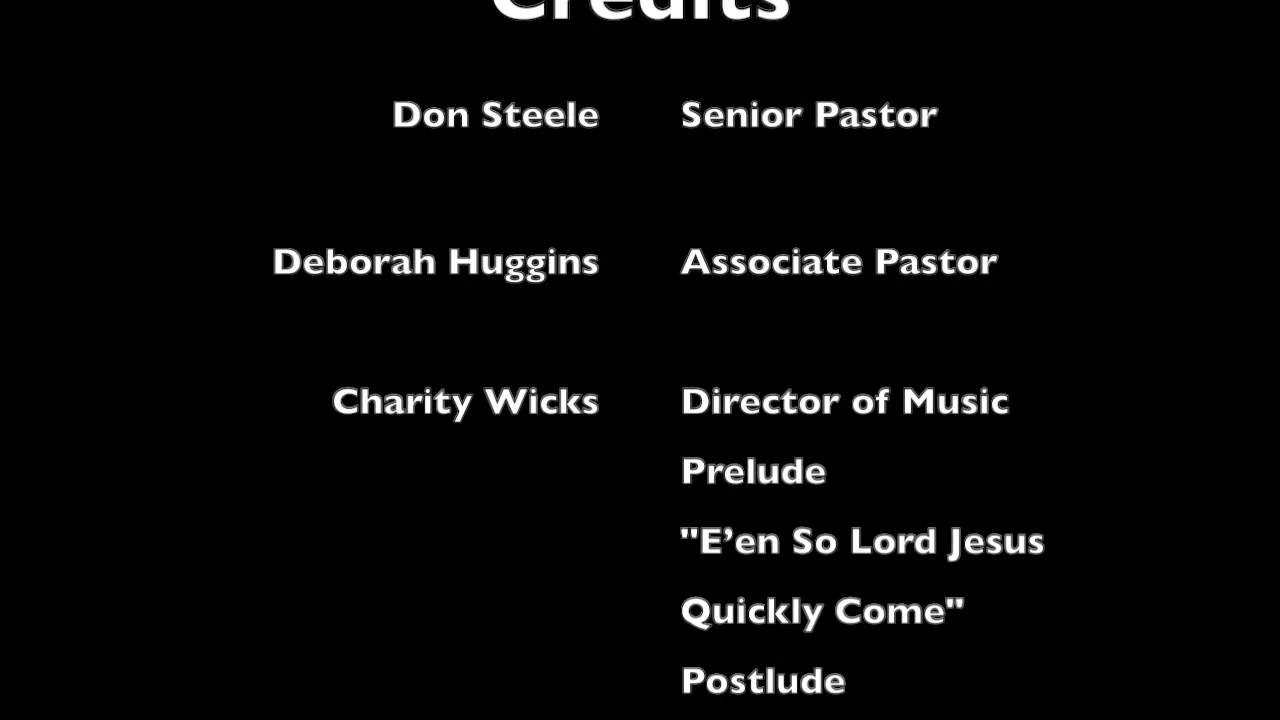 Credits
Don Steele Senior Pastor
Deborah Huggins Associate Pastor
Charity Wicks Director of Music
Prelude
"E’en So Lord Jesus
Quickly Come"
Postlude